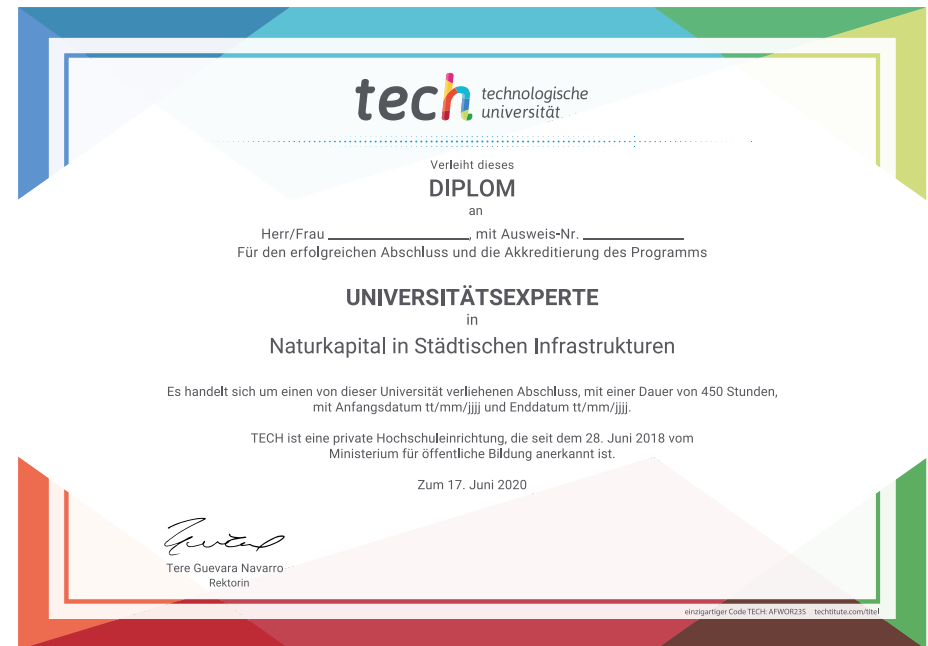 tech technologische
universität
Verleiht dieses
DIPLOM
an
Herr/Frau ____________________, mit Ausweis-Nr. ______________
Für den erfolgreichen Abschluss und die Akkreditierung des Programms
UNIVERSITÄTSEXPERTE
in
Naturkapital in Städtischen Infrastrukturen
Es handelt sich um einen von dieser Universität verliehenen Abschluss, mit einer Dauer von 450 Stunden,
mit Anfangsdatum tt/mm/jjjj und Enddatum tt/mm/jjjj.
TECH ist eine private Hochschuleinrichtung, die seit dem 28. Juni 2018 vom
Ministerium für öffentliche Bildung anerkannt ist.
Zum 17. Juni 2020
Tere Guevara Navarro
Rektorin
einzigartiger Code TECH: AFWOR23S techtitute.com/titel